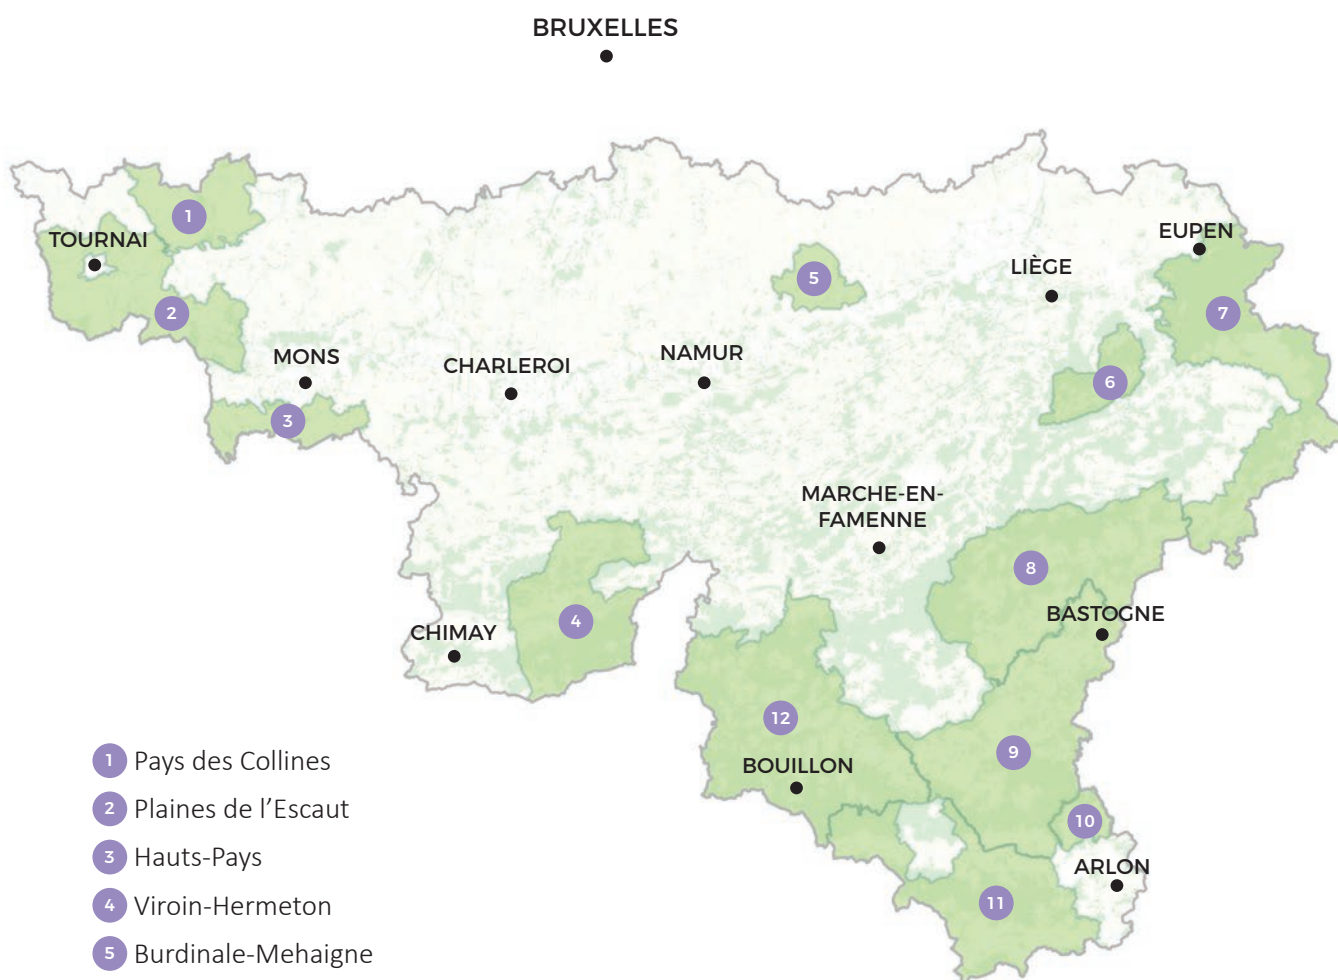 BRUXELLES
1
TOURNAI
EUPEN
LIÈGE
5
2
7
MONS
NAMUR
CHARLEROI
6
3
MARCHE-EN-
FAMENNE
8
BASTOGNE
4
CHIMAY
12
9
BOUILLON
10
ARLON
11
1 Pays des Collines
2 Plaines de l’Escaut
3 Hauts-Pays
4 Viroin-Hermeton
5 Burdinale-Mehaigne